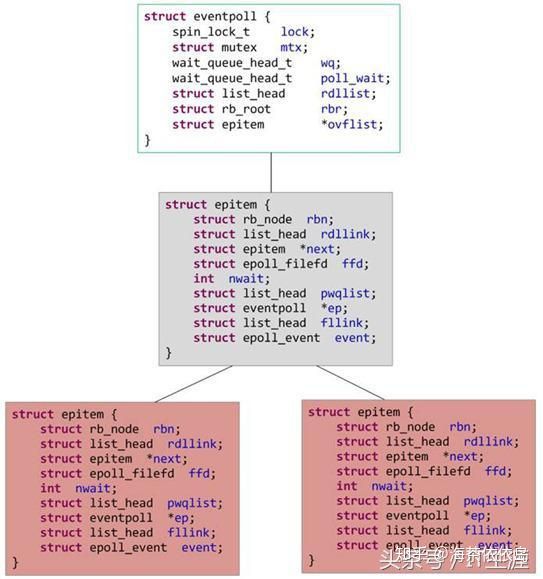 struct eventpoll {
spin_lock_t lock;
struct mutex mtx;
wait_queue_head_t wq;
wait_queue_head_t poll_wait;
struct list_head rdllist;
struct rb_root rbr;
struct epitem *ovflist;
}
struct epitem {
struct rb_node rbn;
struct list_head rdllink;
struct epitem *next;
struct epoll_filefd ffd;
int nwait;
struct list_head pwqlist;
struct eventpoll *ep;
struct list_head fllink;
struct epoll_event event;
}
struct epitem {
struct rb_node rbn;
struct list_head rdllink;
struct epitem *next;
struct epoll_filefd ffd;
int nwait;
struct list_head pwqlist;
struct eventpoll *ep;
struct list_head fllink;
struct epoll_event event;
}
struct epitem {
struct rb_node rbn;
struct list_head rdllink;
struct epitem *next;
struct epoll_filefd ffd;
int nwait;
struct list_head pwqlist;
struct eventpoll *ep;
struct list_head fllink;
struct epoll_event event;
}